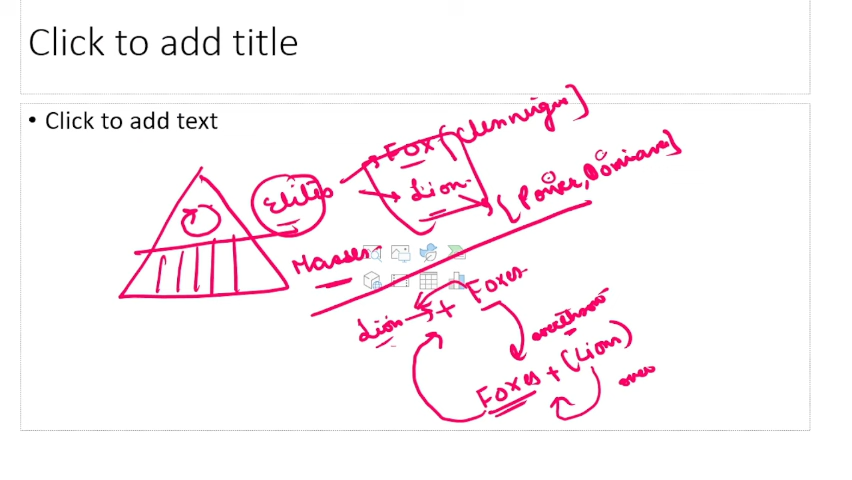 Click to add title
• Click to add text
Fox [
Elites
Lion
[Power, Dominance]
Masses
Lion + Foxes
overthrow
Foxes + (Lion)
over